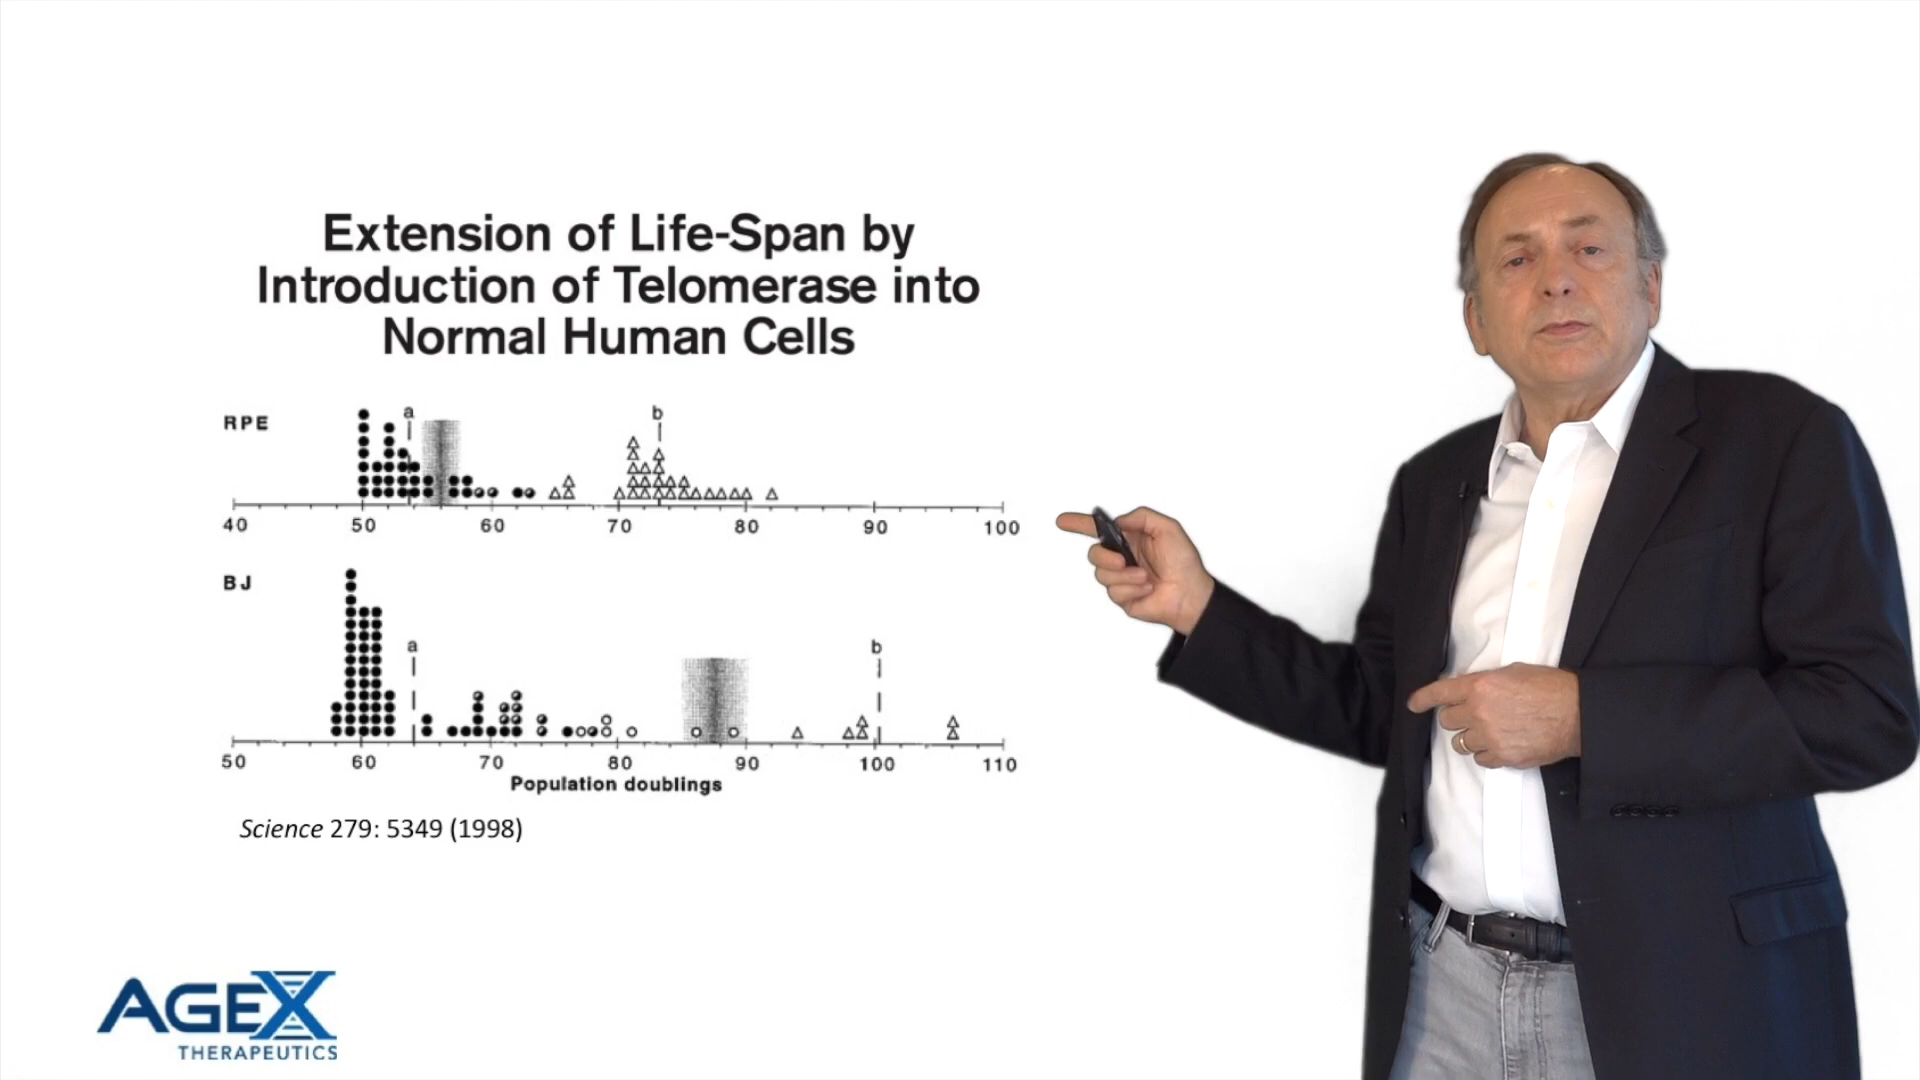 Extension of Life-Span by
Introduction of Telomerase into
Normal Human Cells
RPE
a
b
40 50 60 70 80 90 100
BJ
a
b
50 60 70 80 90 100 110
Population doublings
Science 279: 5349 (1998)
AGEX
THERAPEUTICS